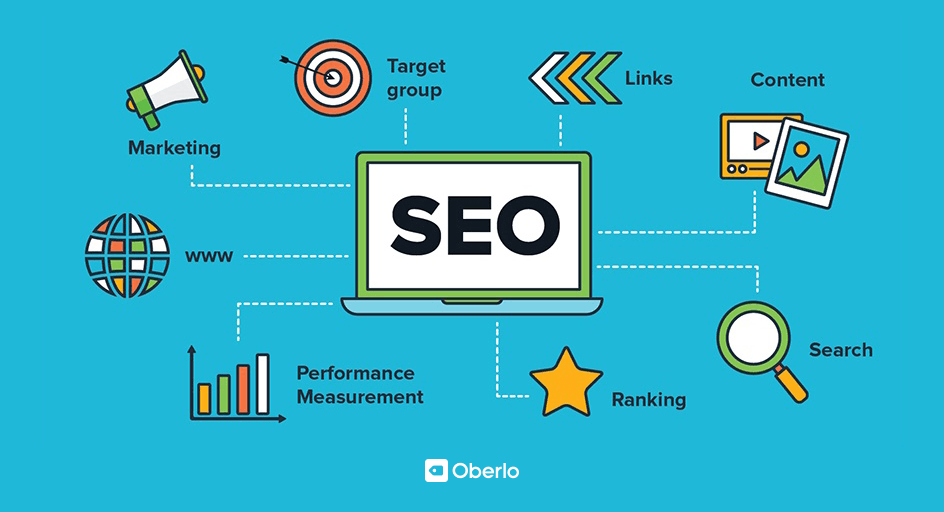 Target
group
Links
Content
Marketing
SEO
www
Search
Performance
Measurement
Ranking
Oberlo